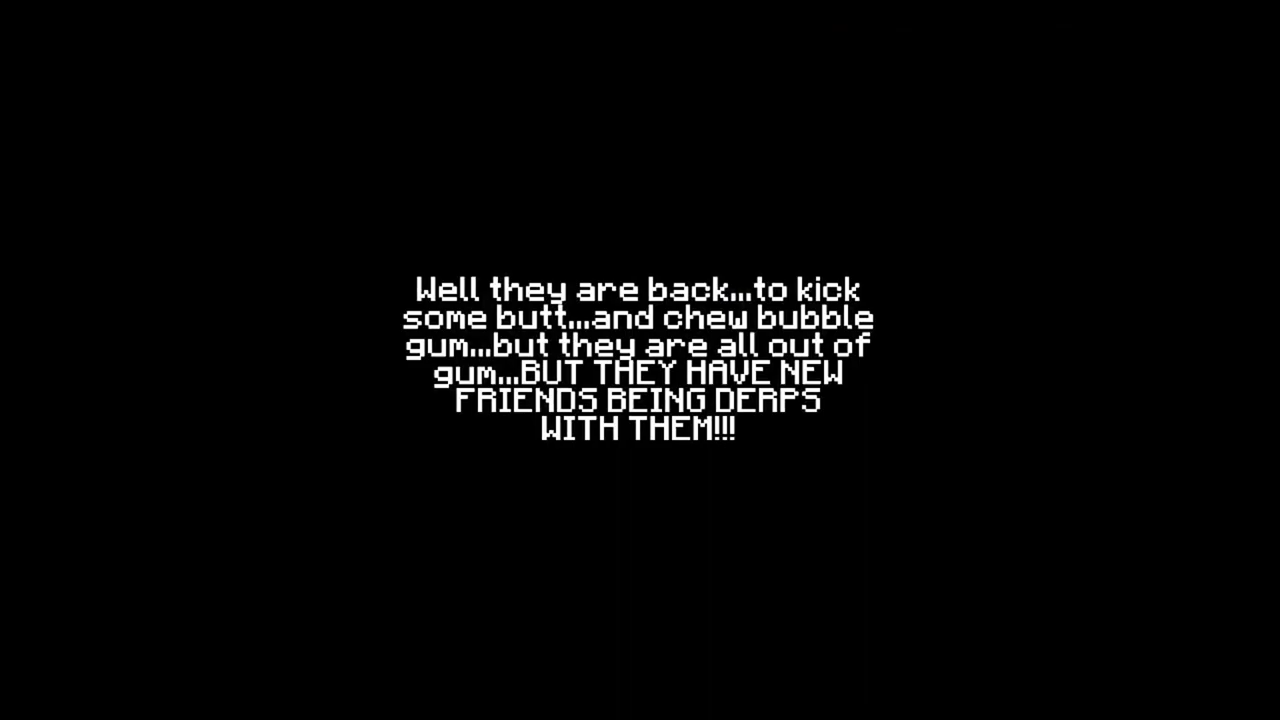 Well they are back...to kick
some butt...and chew bubble
gum...but they are all out of
gum...BUT THEY HAVE NEW
FRIENDS BEING DERPS
WITH THEM!!!